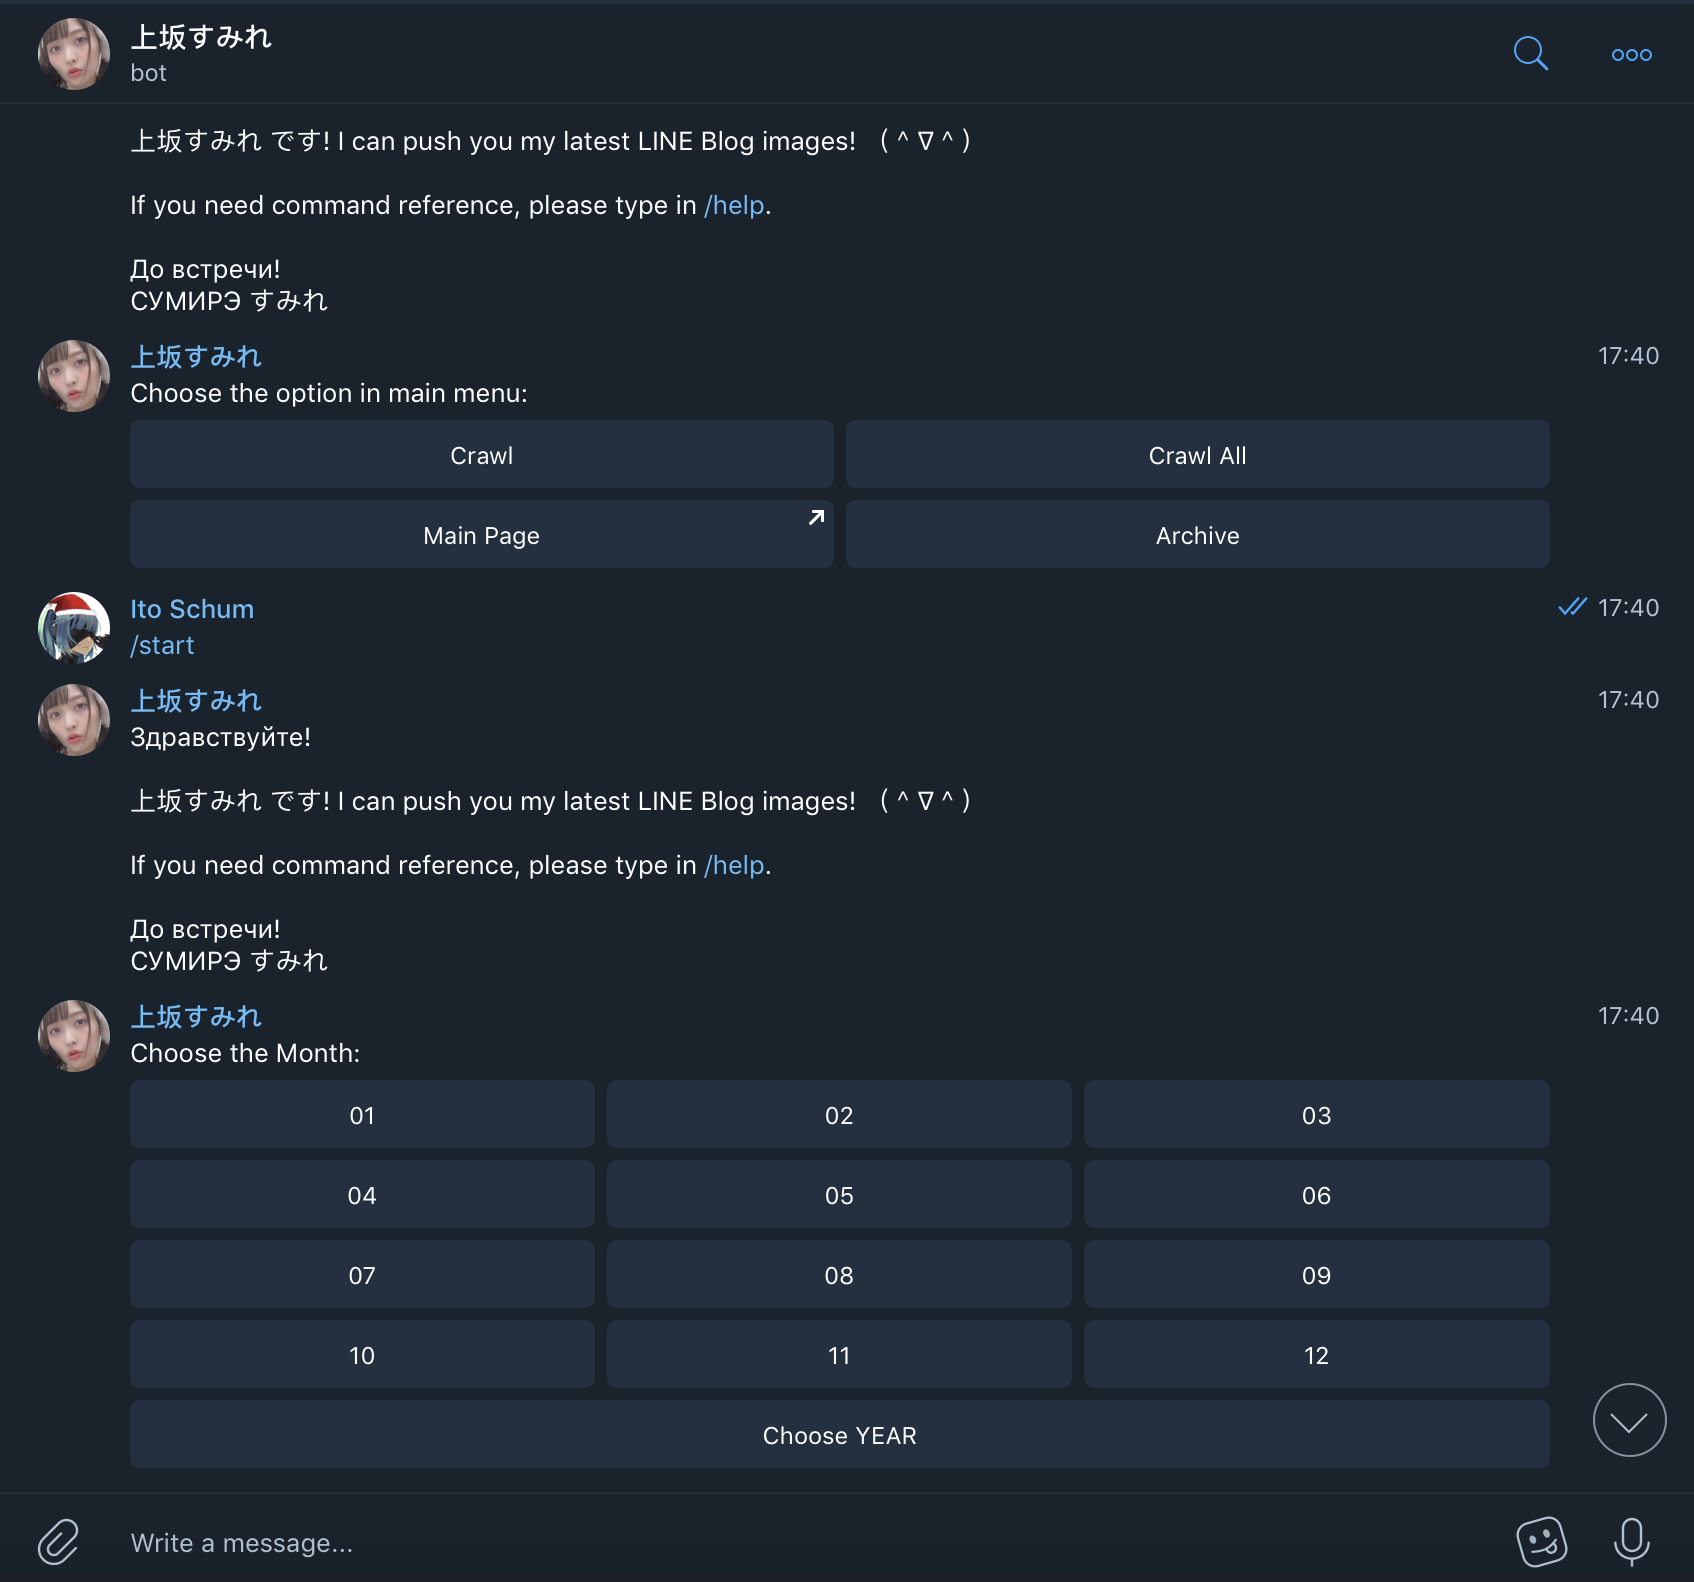 上坂すみれ
bot
上坂すみれ です! I can push you my latest LINE Blog images! （＾∇＾）
If you need command reference, please type in /help.
До встречи!
СУМИРЭ すみれ
上坂すみれ 17:40
Choose the option in main menu:
Crawl Crawl All
Main Page Archive
Ito Schum 17:40
/start
上坂すみれ 17:40
Здравствуйте!
上坂すみれ です! I can push you my latest LINE Blog images! （＾∇＾）
If you need command reference, please type in /help.
До встречи!
СУМИРЭ すみれ
上坂すみれ 17:40
Choose the Month:
01 02 03
04 05 06
07 08 09
10 11 12
Choose YEAR
Write a message...